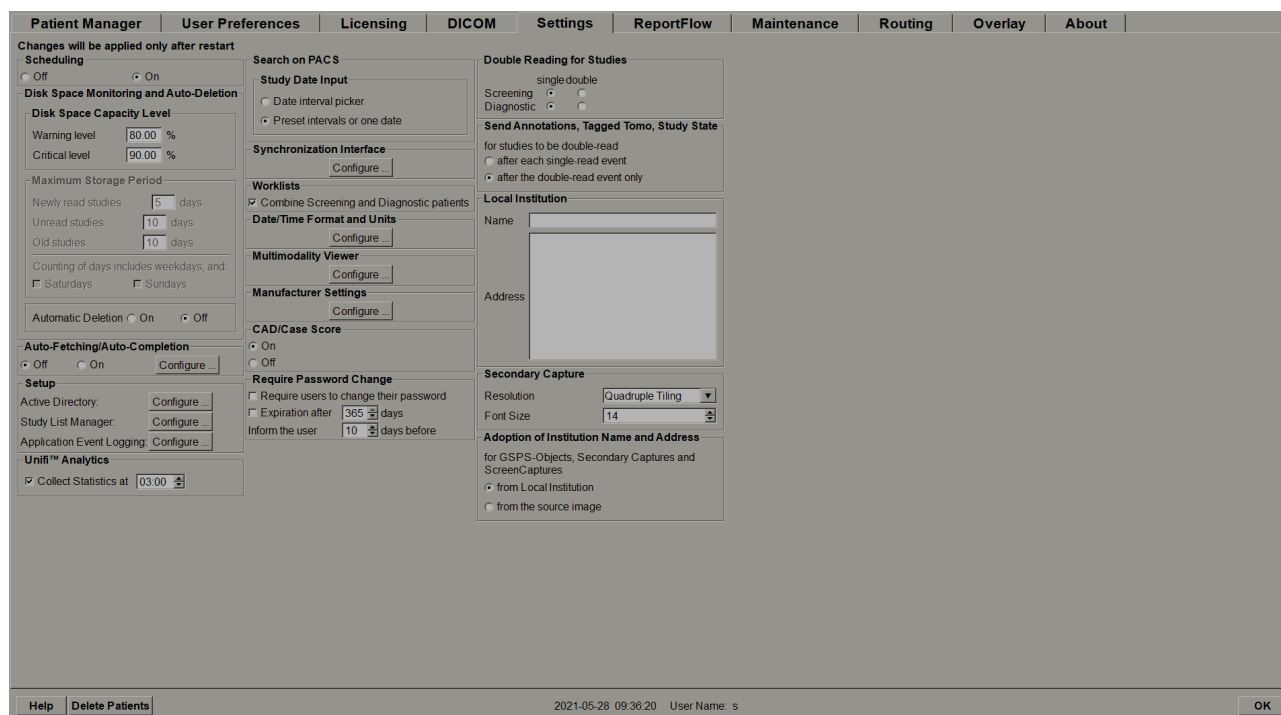 Patient Manager User Preferences Licensing DICOM Settings ReportFlow Maintenance Routing Overlay About
Changes will be applied only after restart
Scheduling
Off On
Disk Space Monitoring and Auto-Deletion
Disk Space Capacity Level
Warning level 80.00 %
Critical level 90.00 %
Maximum Storage Period
Newly read studies 5 days
Unread studies 10 days
Old studies 10 days
Counting of days includes weekdays, and:
Saturdays Sundays
Automatic Deletion On Off
Auto-Fetching/Auto-Completion
Off On Configure ...
Setup
Active Directory: Configure ...
Study List Manager: Configure ...
Application Event Logging: Configure ...
Unifi™ Analytics
Collect Statistics at 03:00
Search on PACS
Study Date Input
Date interval picker
Preset intervals or one date
Synchronization Interface
Configure ...
Worklists
Combine Screening and Diagnostic patients
Date/Time Format and Units
Configure ...
Multimodality Viewer
Configure ...
Manufacturer Settings
Configure ...
CAD/Case Score
On
Off
Require Password Change
Require users to change their password
Expiration after 365 days
Inform the user 10 days before
Double Reading for Studies
single double
Screening
Diagnostic
Send Annotations, Tagged Tomo, Study State
for studies to be double-read
after each single-read event
after the double-read event only
Local Institution
Name
Address
Secondary Capture
Resolution Quadruple Tiling
Font Size 14
Adoption of Institution Name and Address
for GSPS-Objects, Secondary Captures and
ScreenCaptures
from Local Institution
from the source image
Help Delete Patients 2021-05-28 09:36:20 User Name: s OK